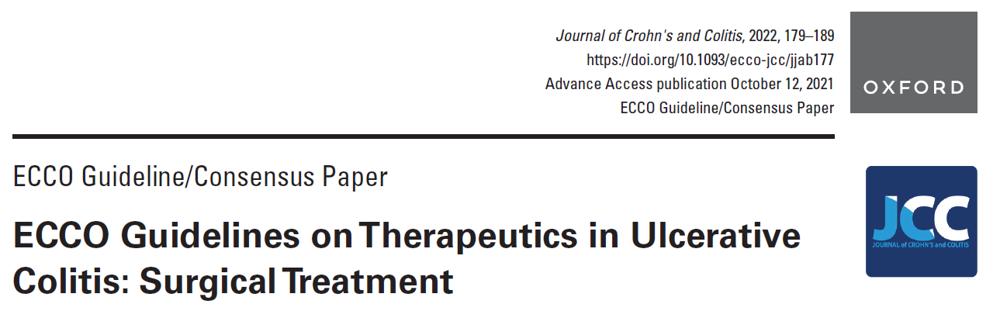 Journal of Crohn's and Colitis, 2022, 179–189
https://doi.org/10.1093/ecco-jcc/jjab177
Advance Access publication October 12, 2021
ECCO Guideline/Consensus Paper
OXFORD
ECCO Guideline/Consensus Paper
JCC
JOURNAL of CROHN'S and COLITIS
ECCO Guidelines on Therapeutics in Ulcerative
Colitis: Surgical Treatment